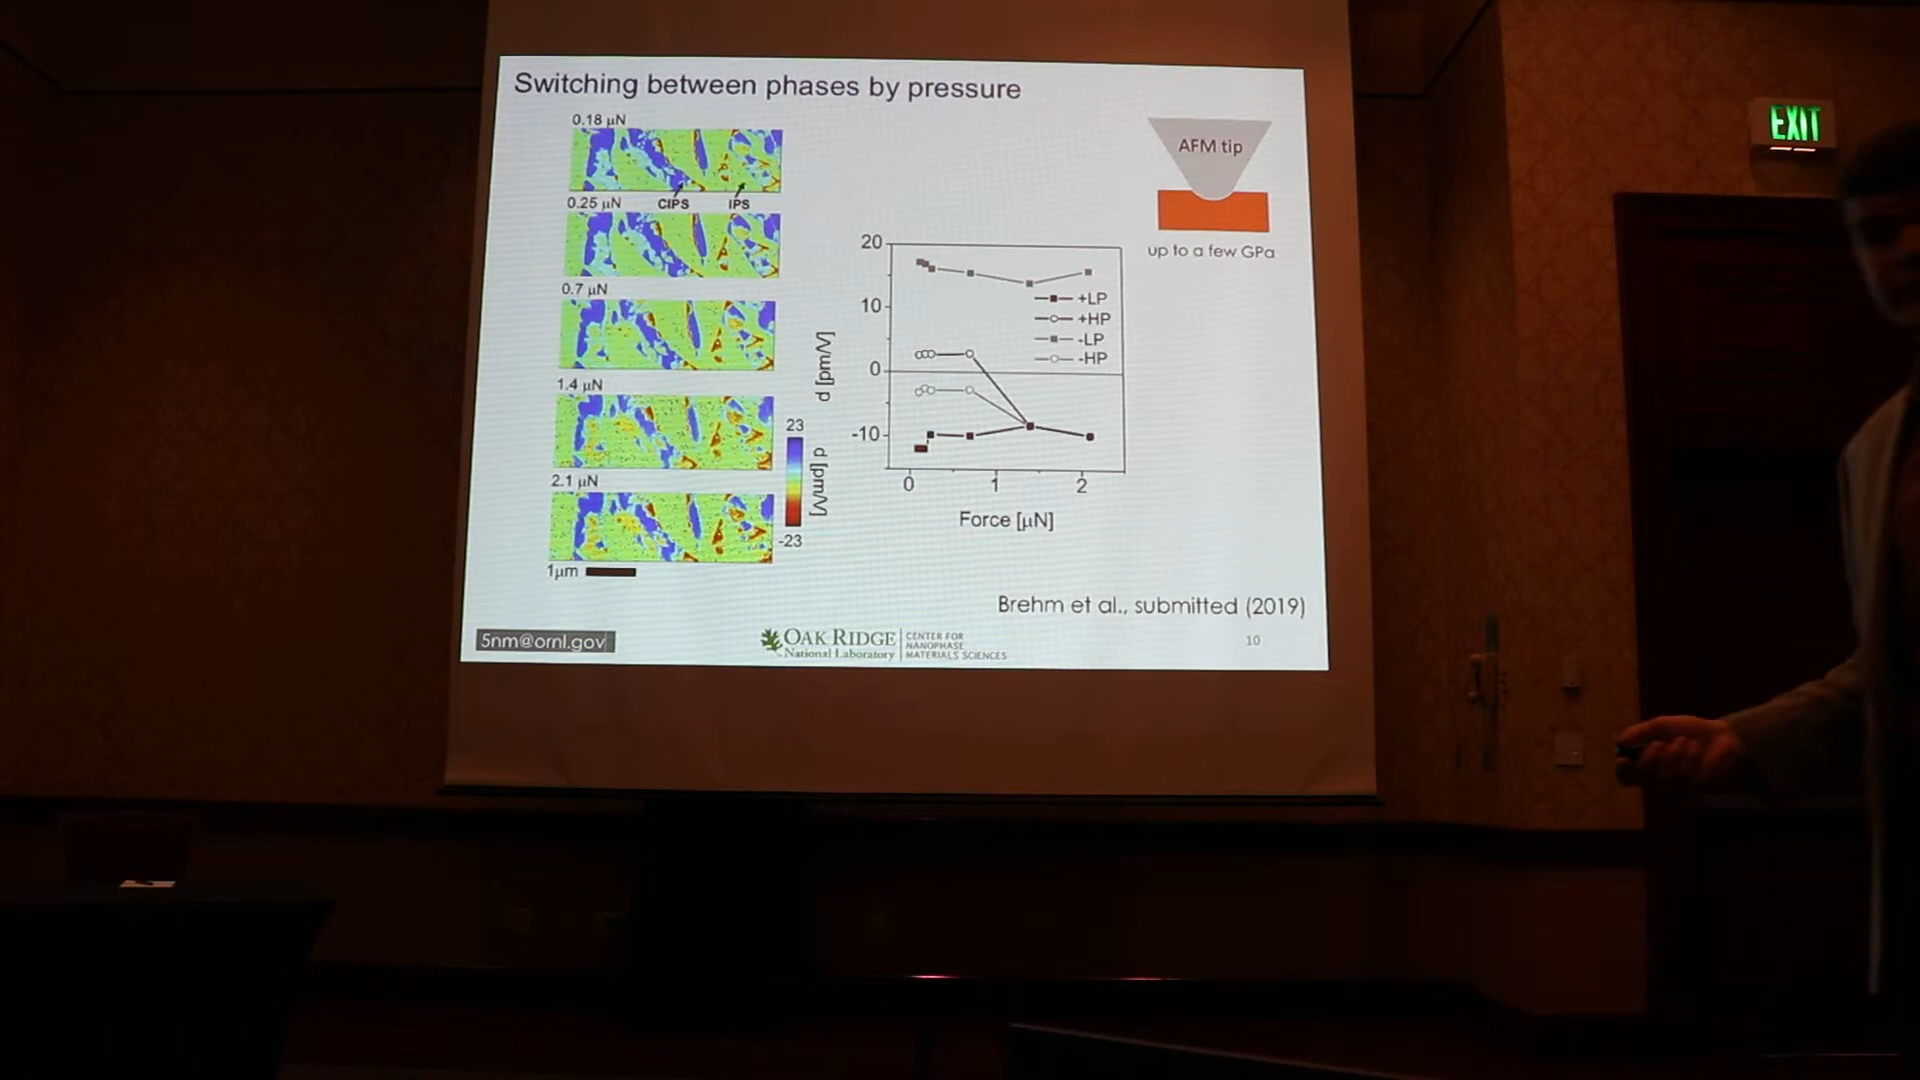 Switching between phases by pressure
0.18 µN
CIPS
IPS
0.25 µN
0.7 µN
1.4 µN
2.1 µN
1µm
23
d [pm/V]
-23
20
10
0
-10
d [pm/V]
0
1
2
Force [µN]
+LP
+HP
-LP
-HP
AFM tip
up to a few GPa
EXIT
Brehm et al., submitted (2019)
5nm@ornl.gov
OAK RIDGE
National Laboratory
CENTER FOR
NANOPHASE
MATERIALS SCIENCES
10